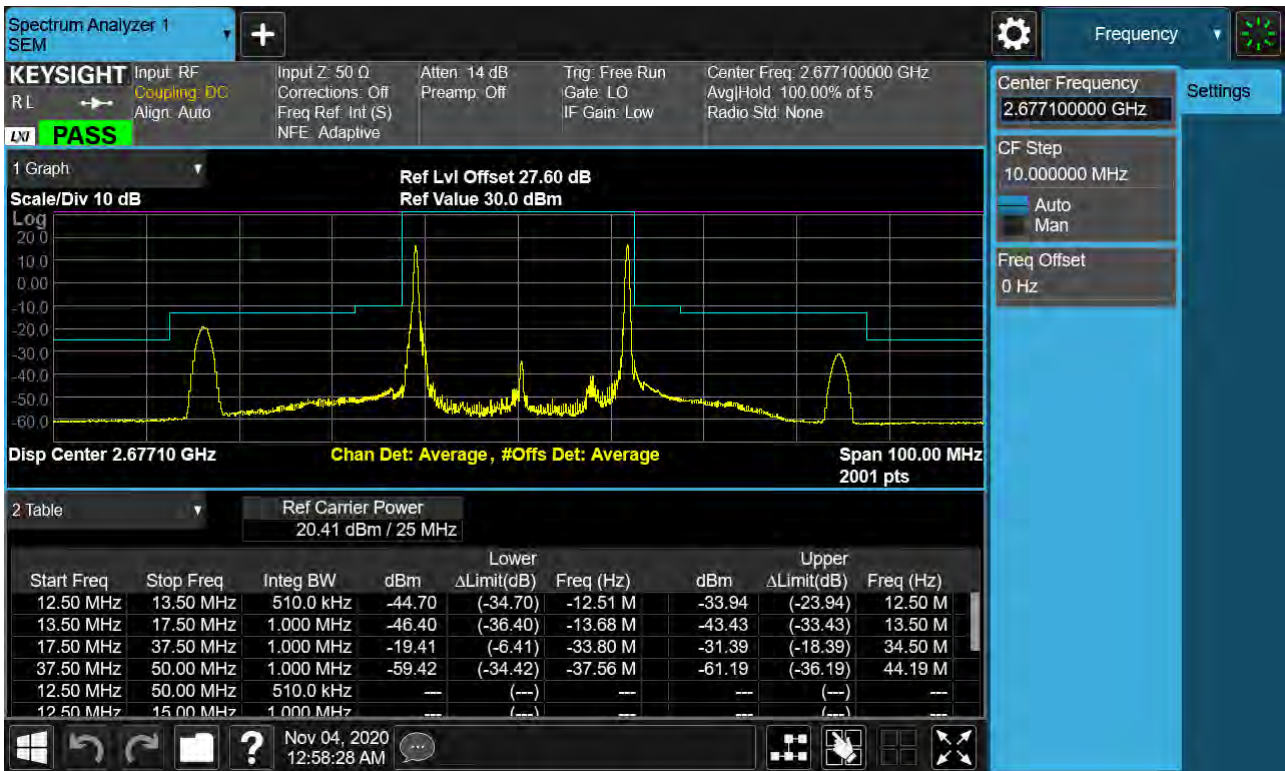 Spectrum Analyzer 1
SEM
Frequency
KEYSIGHT
R L
LXI
PASS
Input: RF
Coupling: DC
Align: Auto
Input Z: 50 Ω
Corrections: Off
Freq Ref: Int (S)
NFE: Adaptive
Atten: 14 dB
Preamp: Off
Trig: Free Run
Gate: LO
IF Gain: Low
Center Freq: 2.677100000 GHz
Avg|Hold: 100.00% of 5
Radio Std: None
Center Frequency
2.677100000 GHz
Settings
CF Step
10.000000 MHz
Auto
Man
Freq Offset
0 Hz
1 Graph
Scale/Div 10 dB
Ref Lvl Offset 27.60 dB
Ref Value 30.0 dBm
Log
20.0
10.0
0.00
-10.0
-20.0
-30.0
-40.0
-50.0
-60.0
Disp Center 2.67710 GHz
Chan Det: Average, #Offs Det: Average
Span 100.00 MHz
2001 pts
2 Table
Ref Carrier Power
20.41 dBm / 25 MHz
Lower Upper
Start Freq Stop Freq Integ BW dBm ΔLimit(dB) Freq (Hz) dBm ΔLimit(dB) Freq (Hz)
12.50 MHz 13.50 MHz 510.0 kHz -44.70 (-34.70) -12.51 M -33.94 (-23.94) 12.50 M
13.50 MHz 17.50 MHz 1.000 MHz -46.40 (-36.40) -13.68 M -43.43 (-33.43) 13.50 M
17.50 MHz 37.50 MHz 1.000 MHz -19.41 (-6.41) -33.80 M -31.39 (-18.39) 34.50 M
37.50 MHz 50.00 MHz 1.000 MHz -59.42 (-34.42) -37.56 M -61.19 (-36.19) 44.19 M
12.50 MHz 50.00 MHz 510.0 kHz --- (---) --- --- (---) ---
12.50 MHz 15.00 MHz 1.000 MHz --- (---) --- --- (---) ---
?
Nov 04, 2020
12:58:28 AM